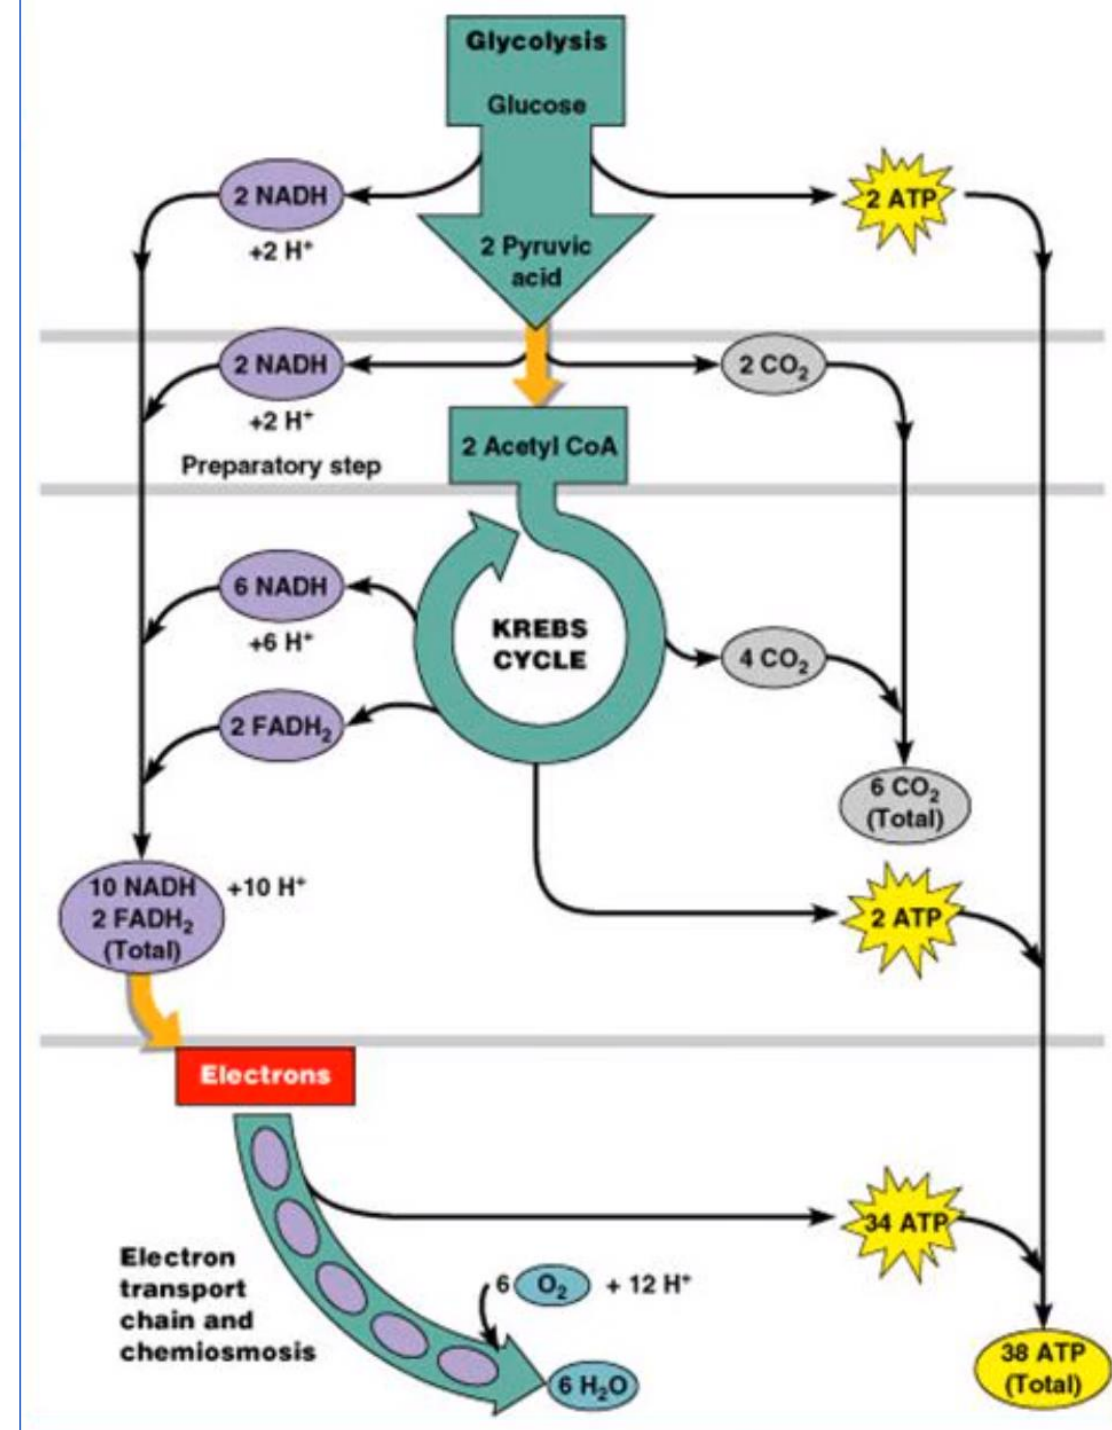 Glycolysis
Glucose
2 NADH
+2 H⁺
2 ATP
2 Pyruvic
acid
2 NADH
+2 H⁺
2 CO₂
2 Acetyl CoA
Preparatory step
6 NADH
+6 H⁺
KREBS
CYCLE
4 CO₂
2 FADH₂
6 CO₂
(Total)
10 NADH
2 FADH₂
(Total)
+10 H⁺
2 ATP
Electrons
34 ATP
Electron
transport
chain and
chemiosmosis
6 O₂ + 12 H⁺
6 H₂O
38 ATP
(Total)